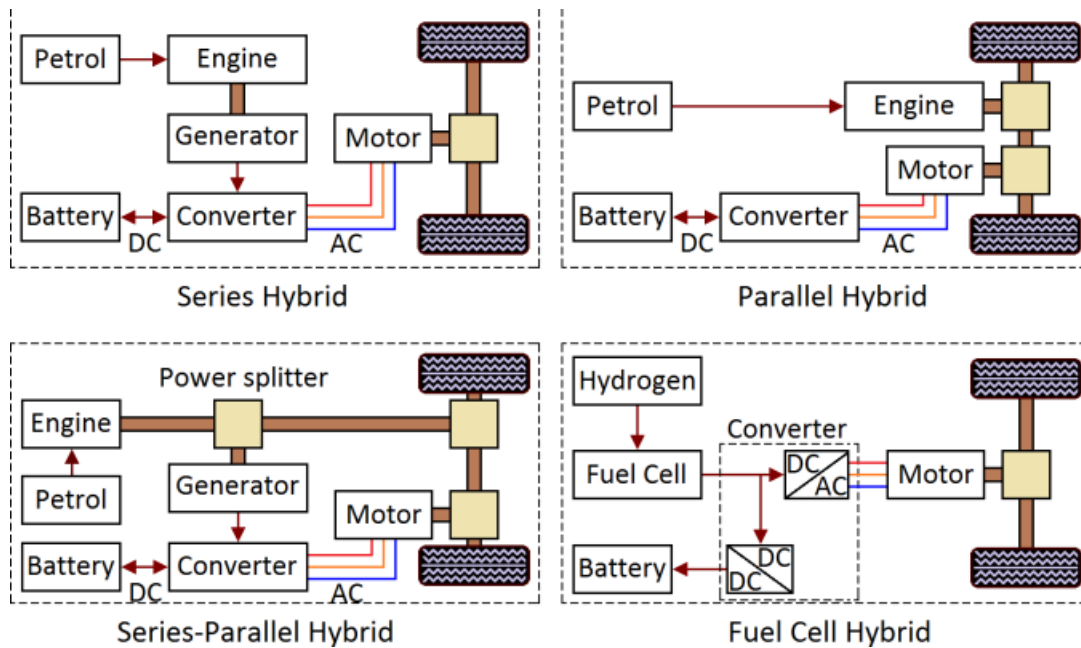 Petrol
Engine
Generator
Motor
Battery
Converter
DC
AC
Series Hybrid
Petrol
Engine
Motor
Battery
Converter
DC
AC
Parallel Hybrid
Power splitter
Engine
Petrol
Generator
Motor
Battery
Converter
DC
AC
Series-Parallel Hybrid
Hydrogen
Converter
Fuel Cell
DC
AC
Motor
Battery
DC
DC
Fuel Cell Hybrid